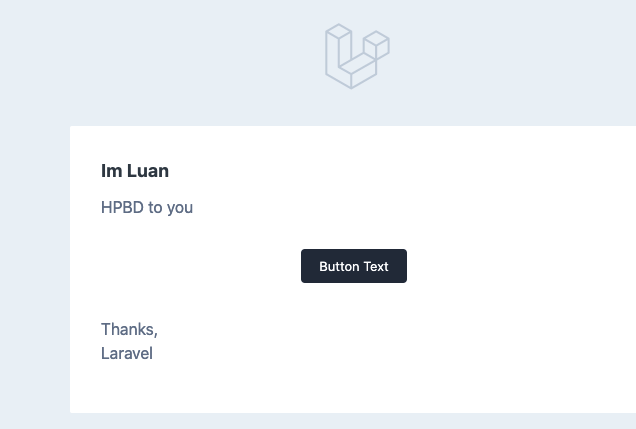 Im Luan
HPBD to you
Button Text
Thanks,
Laravel